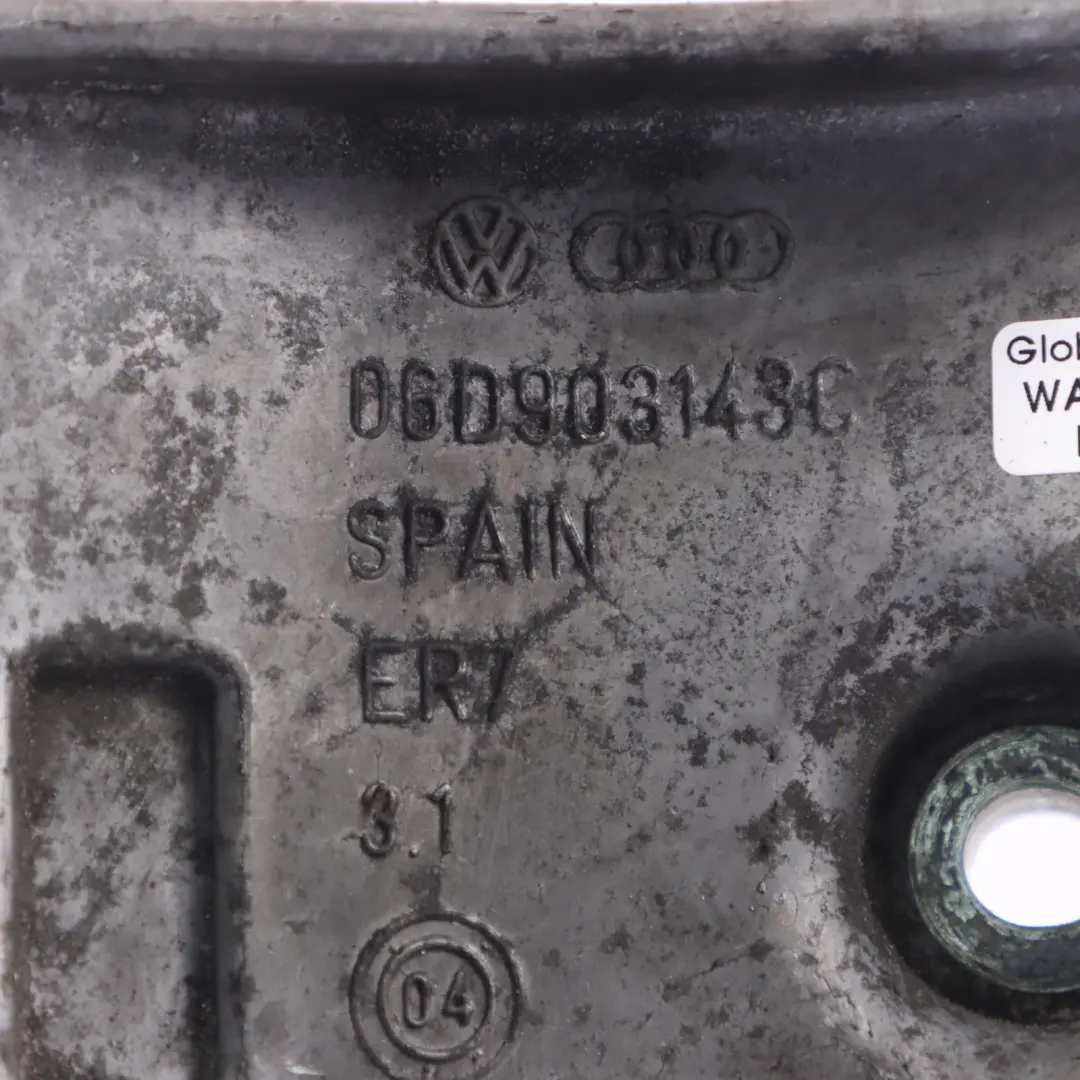 06D903143C
SPAIN
ER7
3.1
04
Glob
WA